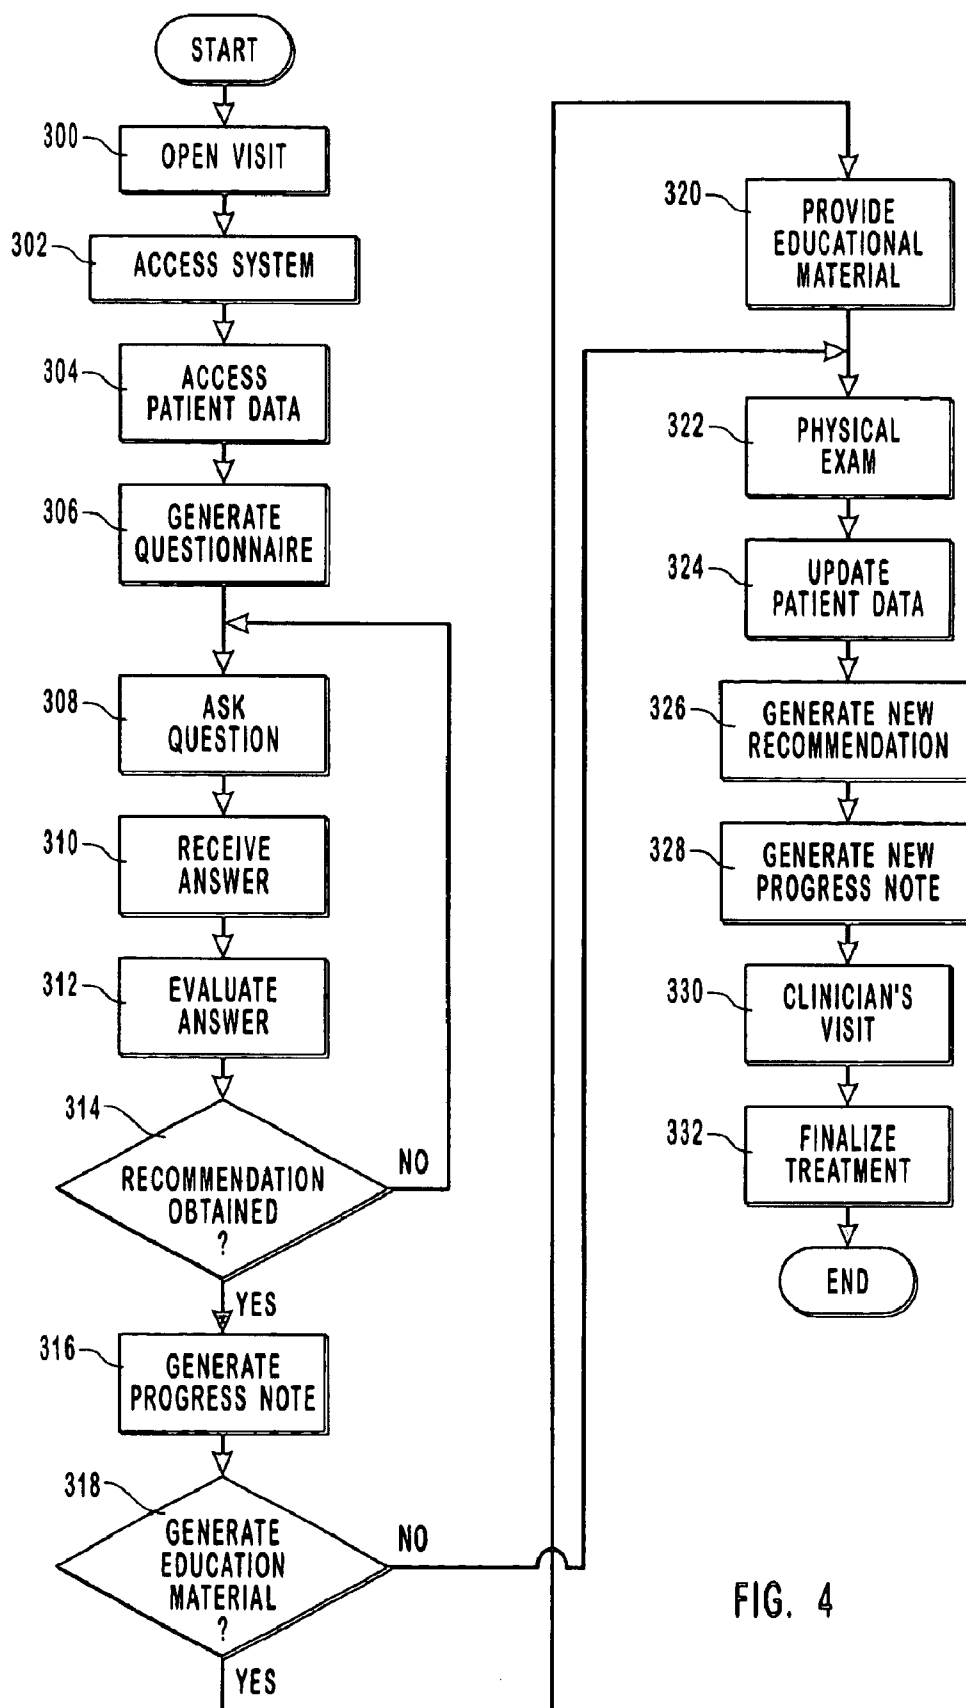 START
300
OPEN VISIT
302
ACCESS SYSTEM
304
ACCESS
PATIENT DATA
306
GENERATE
QUESTIONNAIRE
308
ASK
QUESTION
310
RECEIVE
ANSWER
312
EVALUATE
ANSWER
314
RECOMMENDATION
OBTAINED
?
NO
YES
316
GENERATE
PROGRESS NOTE
318
GENERATE
EDUCATION
MATERIAL
?
NO
YES
320
PROVIDE
EDUCATIONAL
MATERIAL
322
PHYSICAL
EXAM
324
UPDATE
PATIENT DATA
326
GENERATE NEW
RECOMMENDATION
328
GENERATE NEW
PROGRESS NOTE
330
CLINICIAN'S
VISIT
332
FINALIZE
TREATMENT
END
FIG. 4